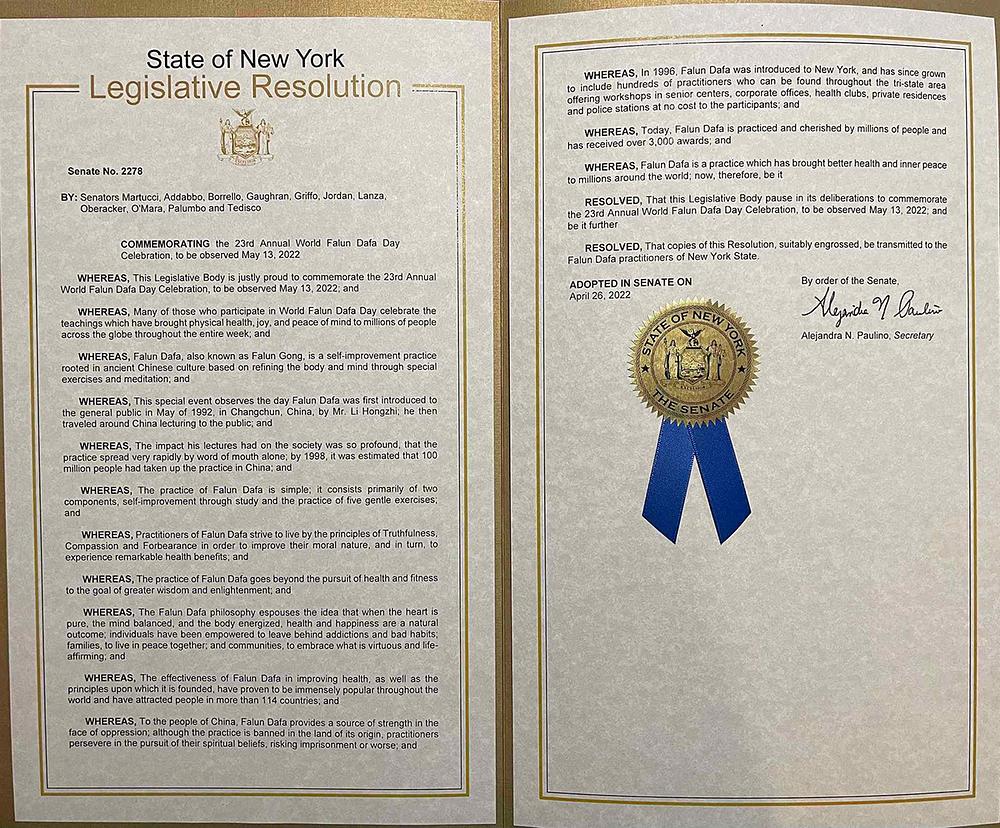 State of New York
Legislative Resolution
Senate No. 2278
BY: Senators Martucci, Addabbo, Borrello, Gaughran, Griffo, Jordan, Lanza,
Oberacker, O'Mara, Palumbo and Tedisco
COMMEMORATING the 23rd Annual World Falun Dafa Day
Celebration, to be observed May 13, 2022
WHEREAS, This Legislative Body is justly proud to commemorate the 23rd Annual
World Falun Dafa Day Celebration, to be observed May 13, 2022; and
WHEREAS, Many of those who participate in World Falun Dafa Day celebrate the
teachings which have brought physical health, joy, and peace of mind to millions of people
across the globe throughout the entire week; and
WHEREAS, Falun Dafa, also known as Falun Gong, is a self-improvement practice
rooted in ancient Chinese culture based on refining the body and mind through special
exercises and meditation; and
WHEREAS, This special event observes the day Falun Dafa was first introduced to
the general public in May of 1992, in Changchun, China, by Mr. Li Hongzhi; he then
traveled around China lecturing to the public; and
WHEREAS, The impact his lectures had on the society was so profound, that the
practice spread very rapidly by word of mouth alone; by 1998, it was estimated that 100
million people had taken up the practice in China; and
WHEREAS, The practice of Falun Dafa is simple; it consists primarily of two
components, self-improvement through study and the practice of five gentle exercises;
and
WHEREAS, Practitioners of Falun Dafa strive to live by the principles of Truthfulness,
Compassion and Forbearance in order to improve their moral nature, and in turn, to
experience remarkable health benefits; and
WHEREAS, The practice of Falun Dafa goes beyond the pursuit of health and fitness
to the goal of greater wisdom and enlightenment; and
WHEREAS, The Falun Dafa philosophy espouses the idea that when the heart is
pure, the mind balanced, and the body energized, health and happiness are a natural
outcome; individuals have been empowered to leave behind addictions and bad habits;
families, to live in peace together; and communities, to embrace what is virtuous and life-
affirming; and
WHEREAS, The effectiveness of Falun Dafa in improving health, as well as the
principles upon which it is founded, have proven to be immensely popular throughout the
world and have attracted people in more than 114 countries; and
WHEREAS, To the people of China, Falun Dafa provides a source of strength in the
face of oppression; although the practice is banned in the land of its origin, practitioners
persevere in the pursuit of their spiritual beliefs, risking imprisonment or worse; and
WHEREAS, In 1996, Falun Dafa was introduced to New York, and has since grown
to include hundreds of practitioners who can be found throughout the tri-state area
offering workshops in senior centers, corporate offices, health clubs, private residences
and police stations at no cost to the participants; and
WHEREAS, Today, Falun Dafa is practiced and cherished by millions of people and
has received over 3,000 awards; and
WHEREAS, Falun Dafa is a practice which has brought better health and inner peace
to millions around the world; now, therefore, be it
RESOLVED, That this Legislative Body pause in its deliberations to commemorate
the 23rd Annual World Falun Dafa Day Celebration, to be observed May 13, 2022; and
be it further
RESOLVED, That copies of this Resolution, suitably engrossed, be transmitted to the
Falun Dafa practitioners of New York State.
ADOPTED IN SENATE ON
April 26, 2022
By order of the Senate,
Alejandra N. Paulino
Alejandra N. Paulino, Secretary
STATE OF NEW YORK
THE SENATE